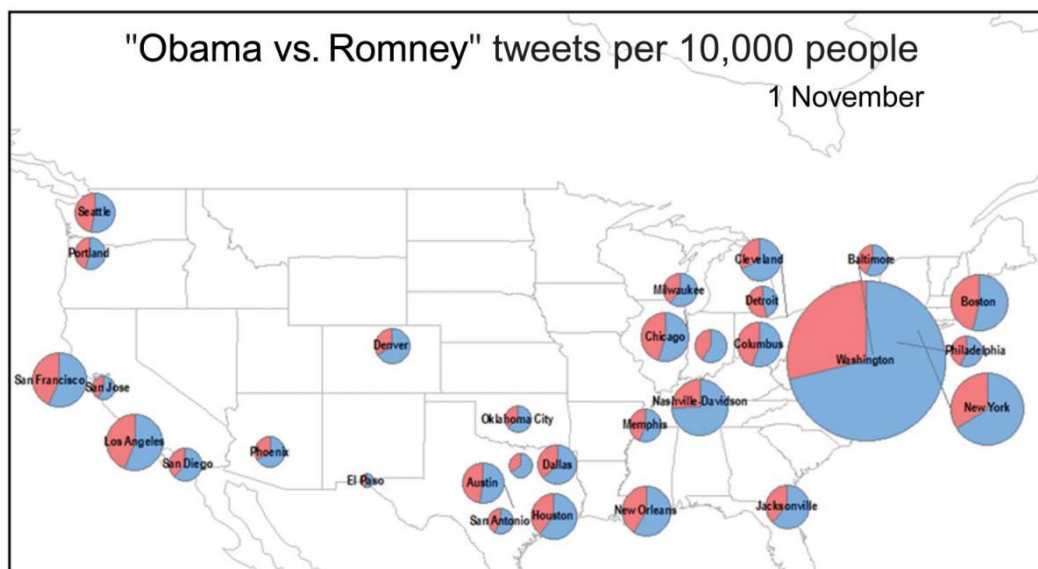 "Obama vs. Romney" tweets per 10,000 people
1 November
Seattle
Portland
Cleveland
Baltimore
Milwaukee
Detroit
Boston
Chicago
Columbus
Denver
Philadelphia
Washington
San Francisco
San Jose
Nashville-Davidson
New York
Oklahoma City
Memphis
Los Angeles
Phoenix
San Diego
Dallas
El Paso
Austin
San Antonio
Houston
New Orleans
Jacksonville